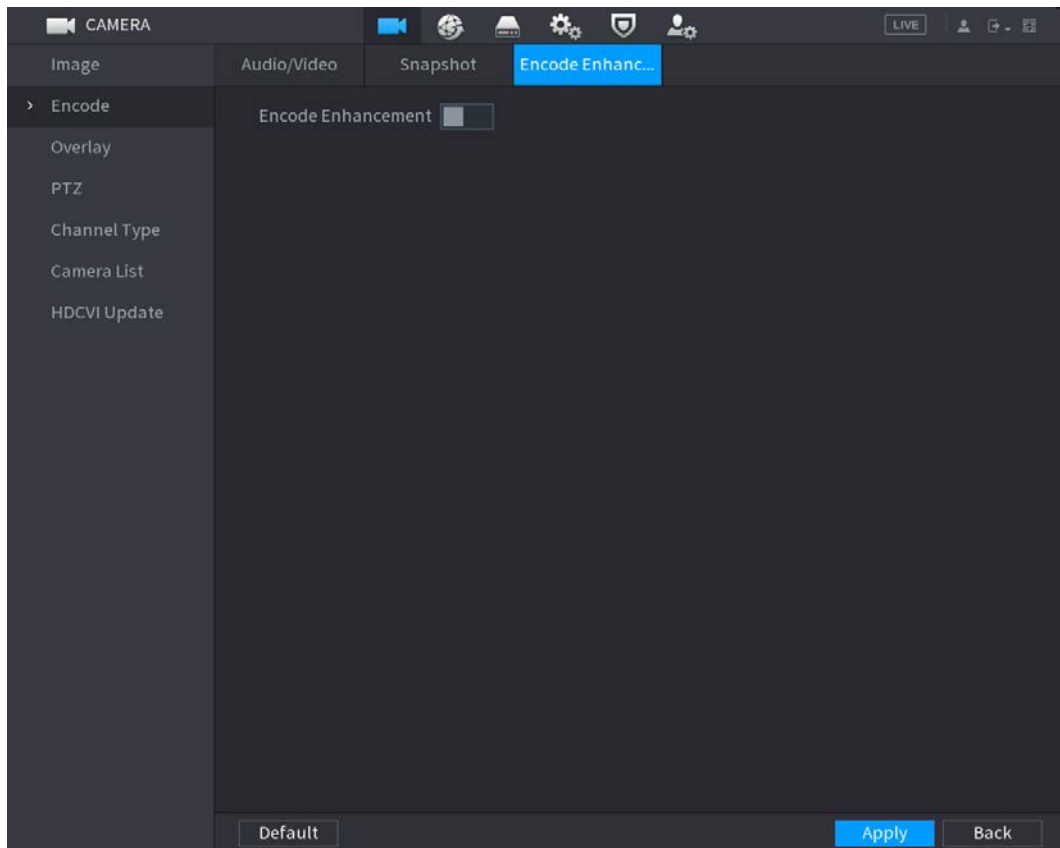 CAMERA
LIVE
Image
Audio/Video
Snapshot
Encode Enhanc...
Encode
Encode Enhancement
Overlay
PTZ
Channel Type
Camera List
HDCVI Update
Default
Apply
Back